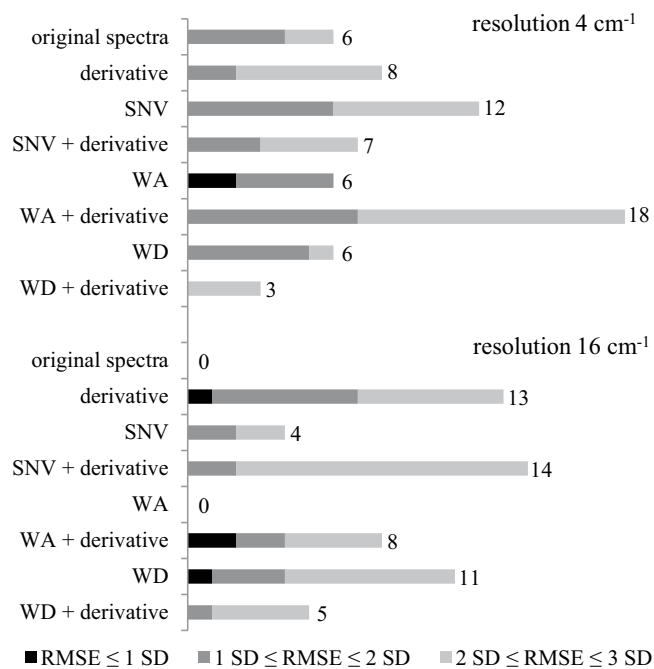 resolution 4 cm⁻¹
original spectra 6
derivative 8
SNV 12
SNV + derivative 7
WA 6
WA + derivative 18
WD 6
WD + derivative 3
resolution 16 cm⁻¹
original spectra 0
derivative 13
SNV 4
SNV + derivative 14
WA 0
WA + derivative 8
WD 11
WD + derivative 5
RMSE ≤ 1 SD 1 SD ≤ RMSE ≤ 2 SD 2 SD ≤ RMSE ≤ 3 SD